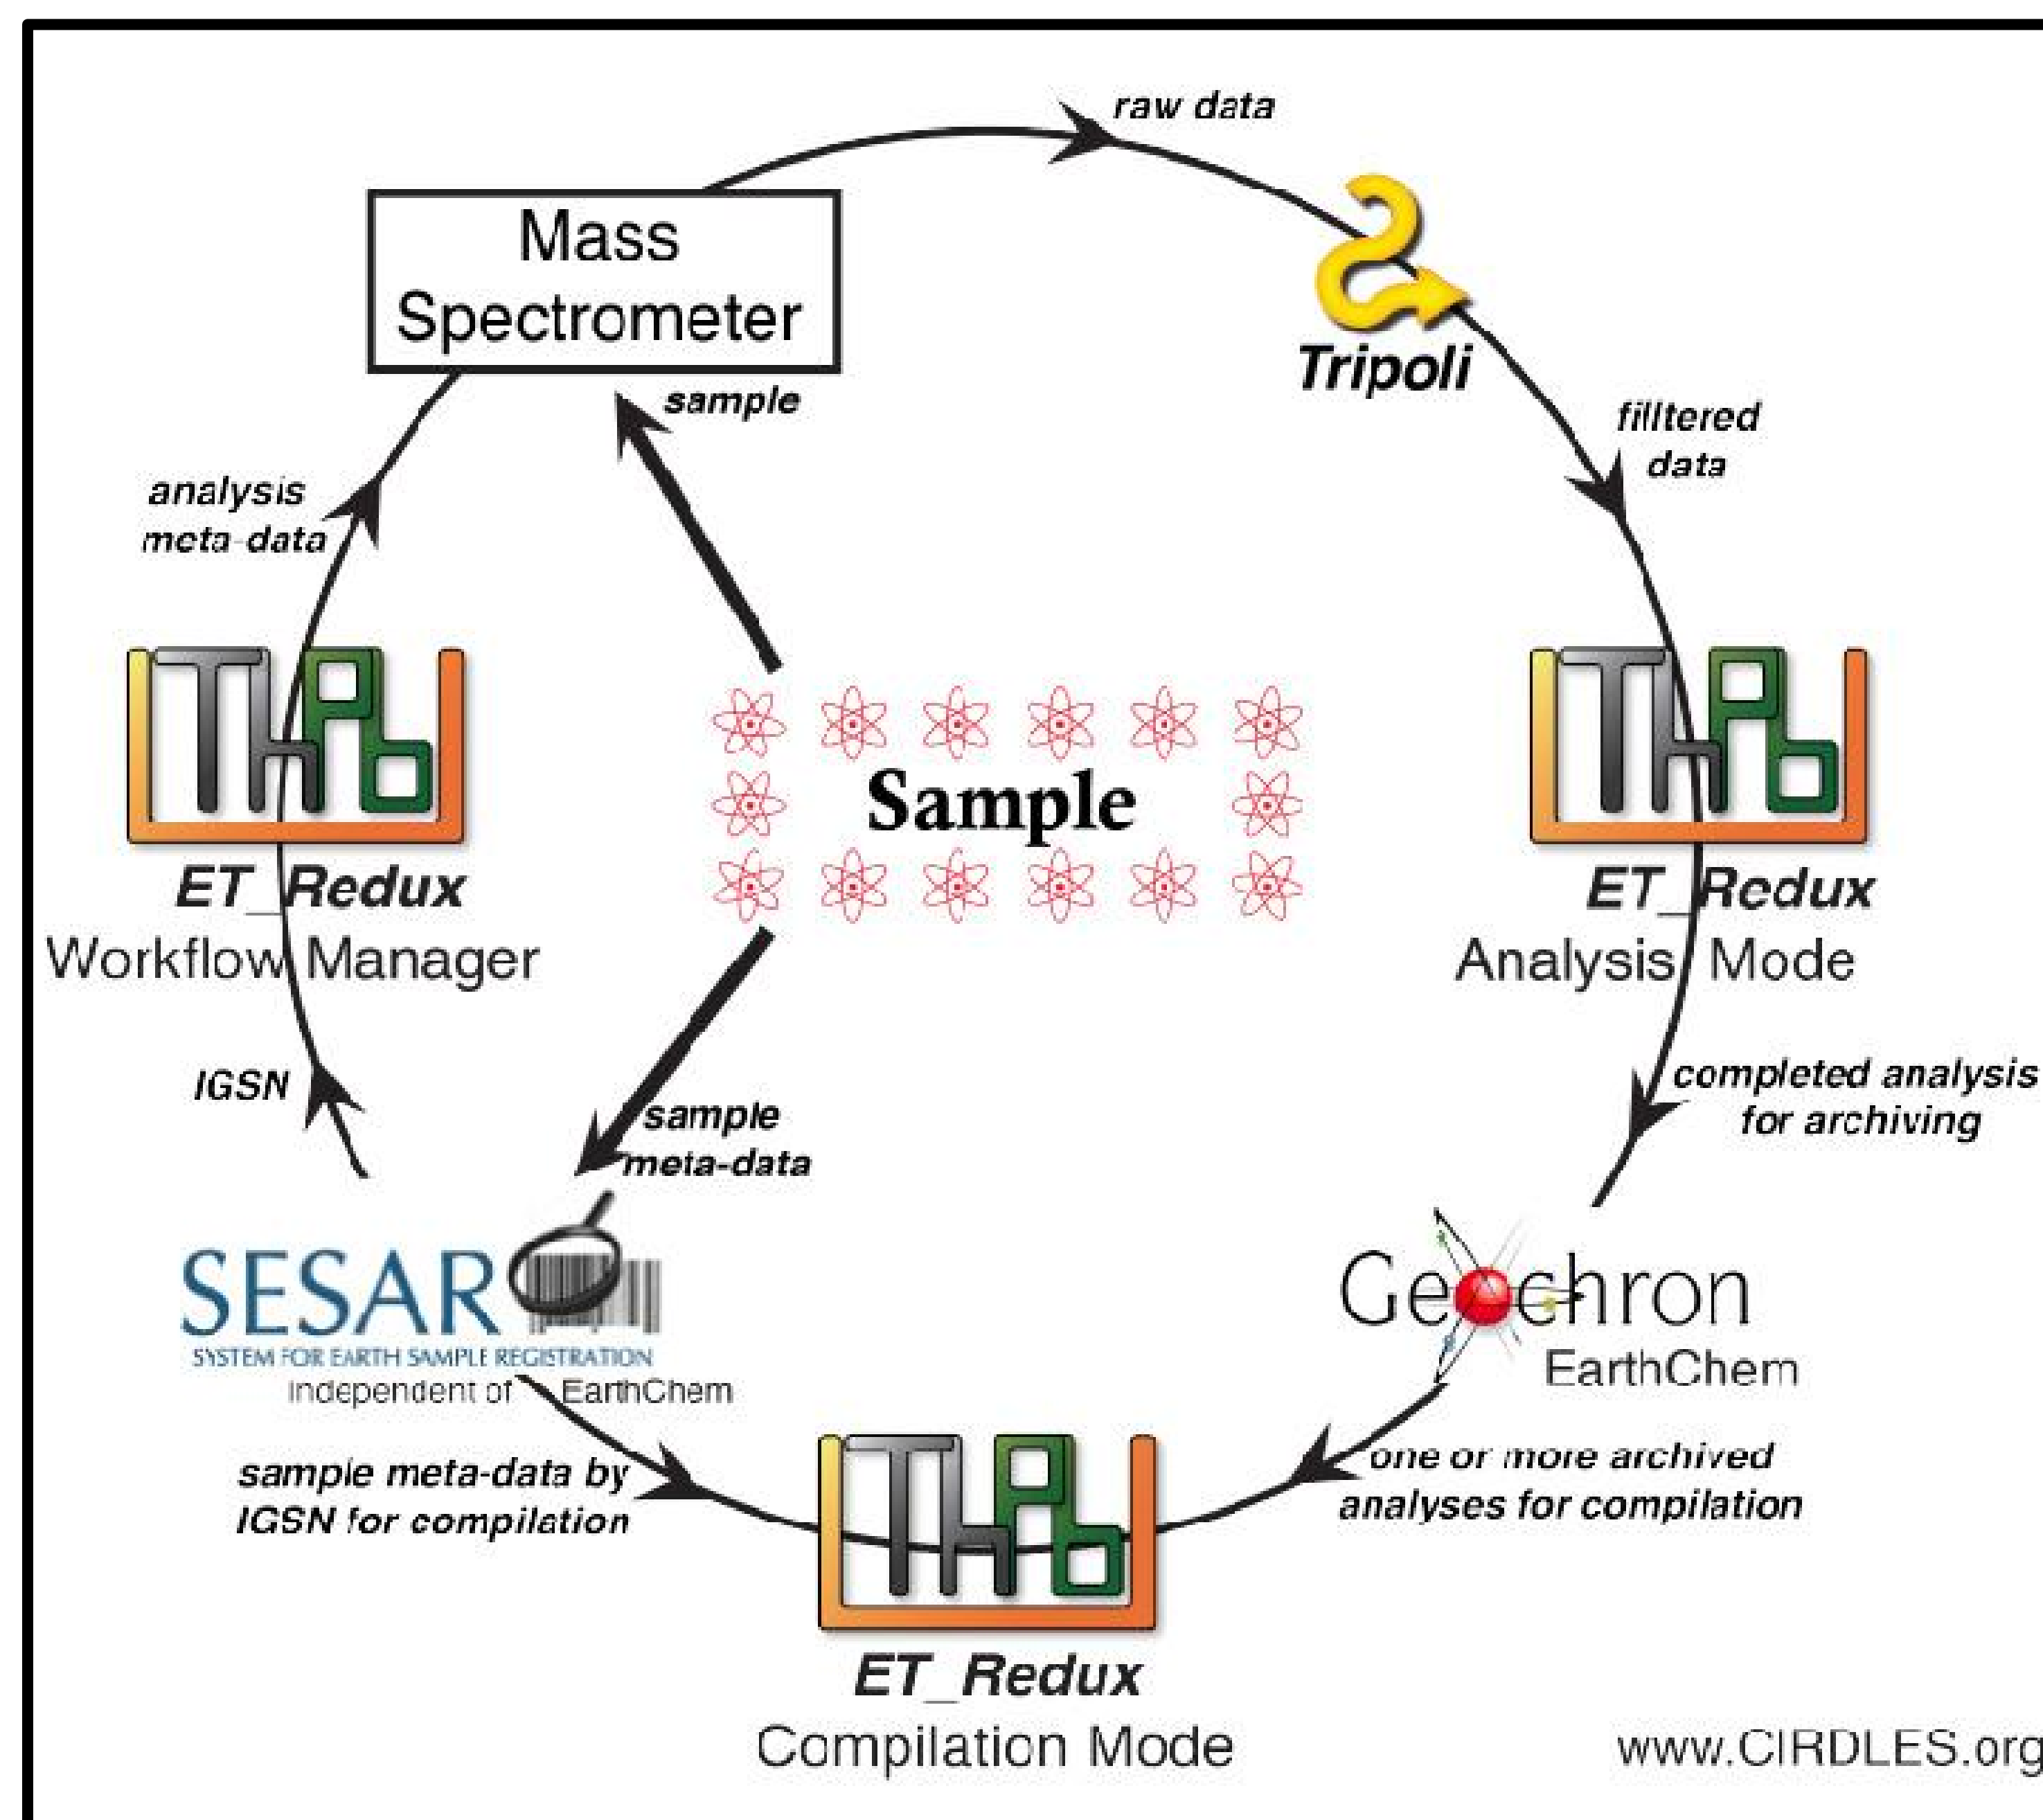 raw data
Mass
Spectrometer
Tripoli
sample
filltered
data
analysis
meta-data
ThPb
ET_Redux
Workflow Manager
Sample
ThPb
ET_Redux
Analysis Mode
IGSN
completed analysis
for archiving
sample
meta-data
SESAR
SYSTEM FOR EARTH SAMPLE REGISTRATION
Independent of EarthChem
Geochron
EarthChem
sample meta-data by
IGSN for compilation
one or more archived
analyses for compilation
ThPb
ET_Redux
Compilation Mode
www.CIRDLES.org